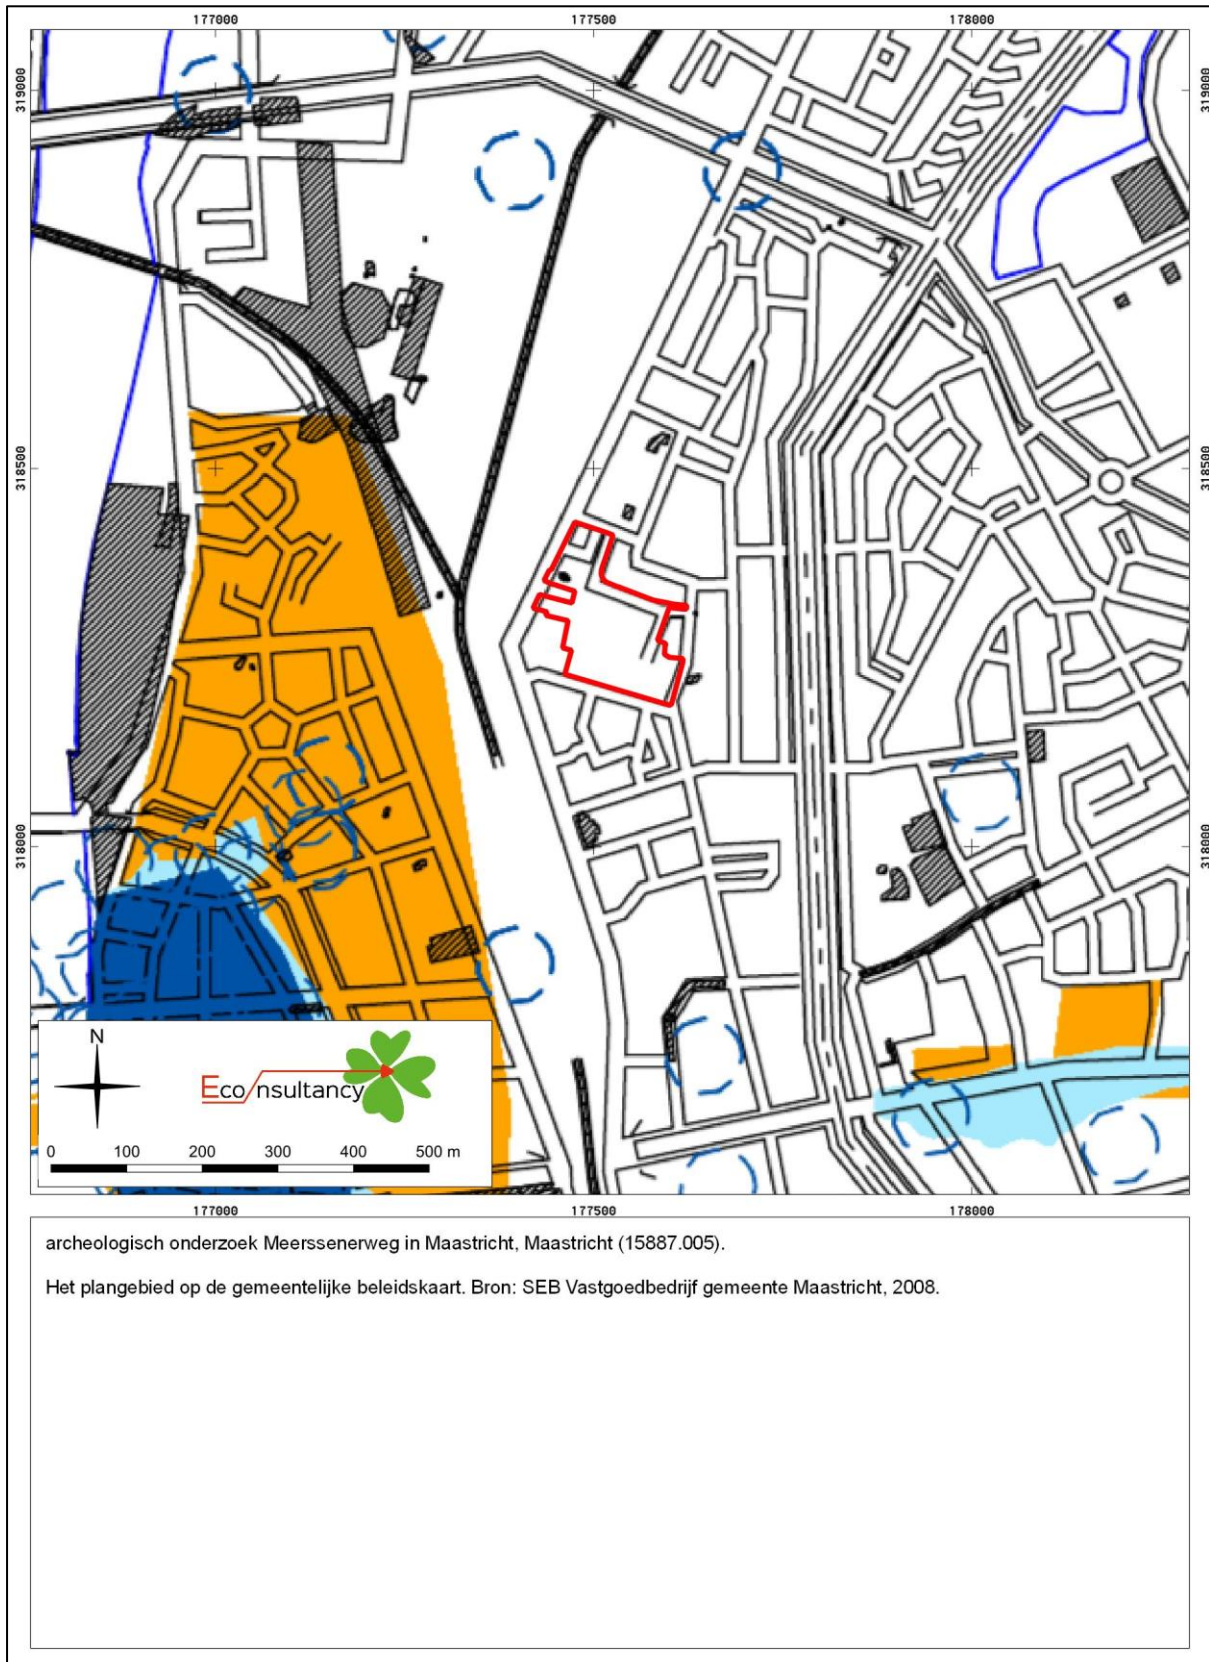 177000 177500 178000
319000 319000
318500 318500
318000 318000
N
Eco/nsultancy
0 100 200 300 400 500 m
177000 177500 178000
archeologisch onderzoek Meerssenerweg in Maastricht, Maastricht (15887.005).
Het plangebied op de gemeentelijke beleidskaart. Bron: SEB Vastgoedbedrijf gemeente Maastricht, 2008.